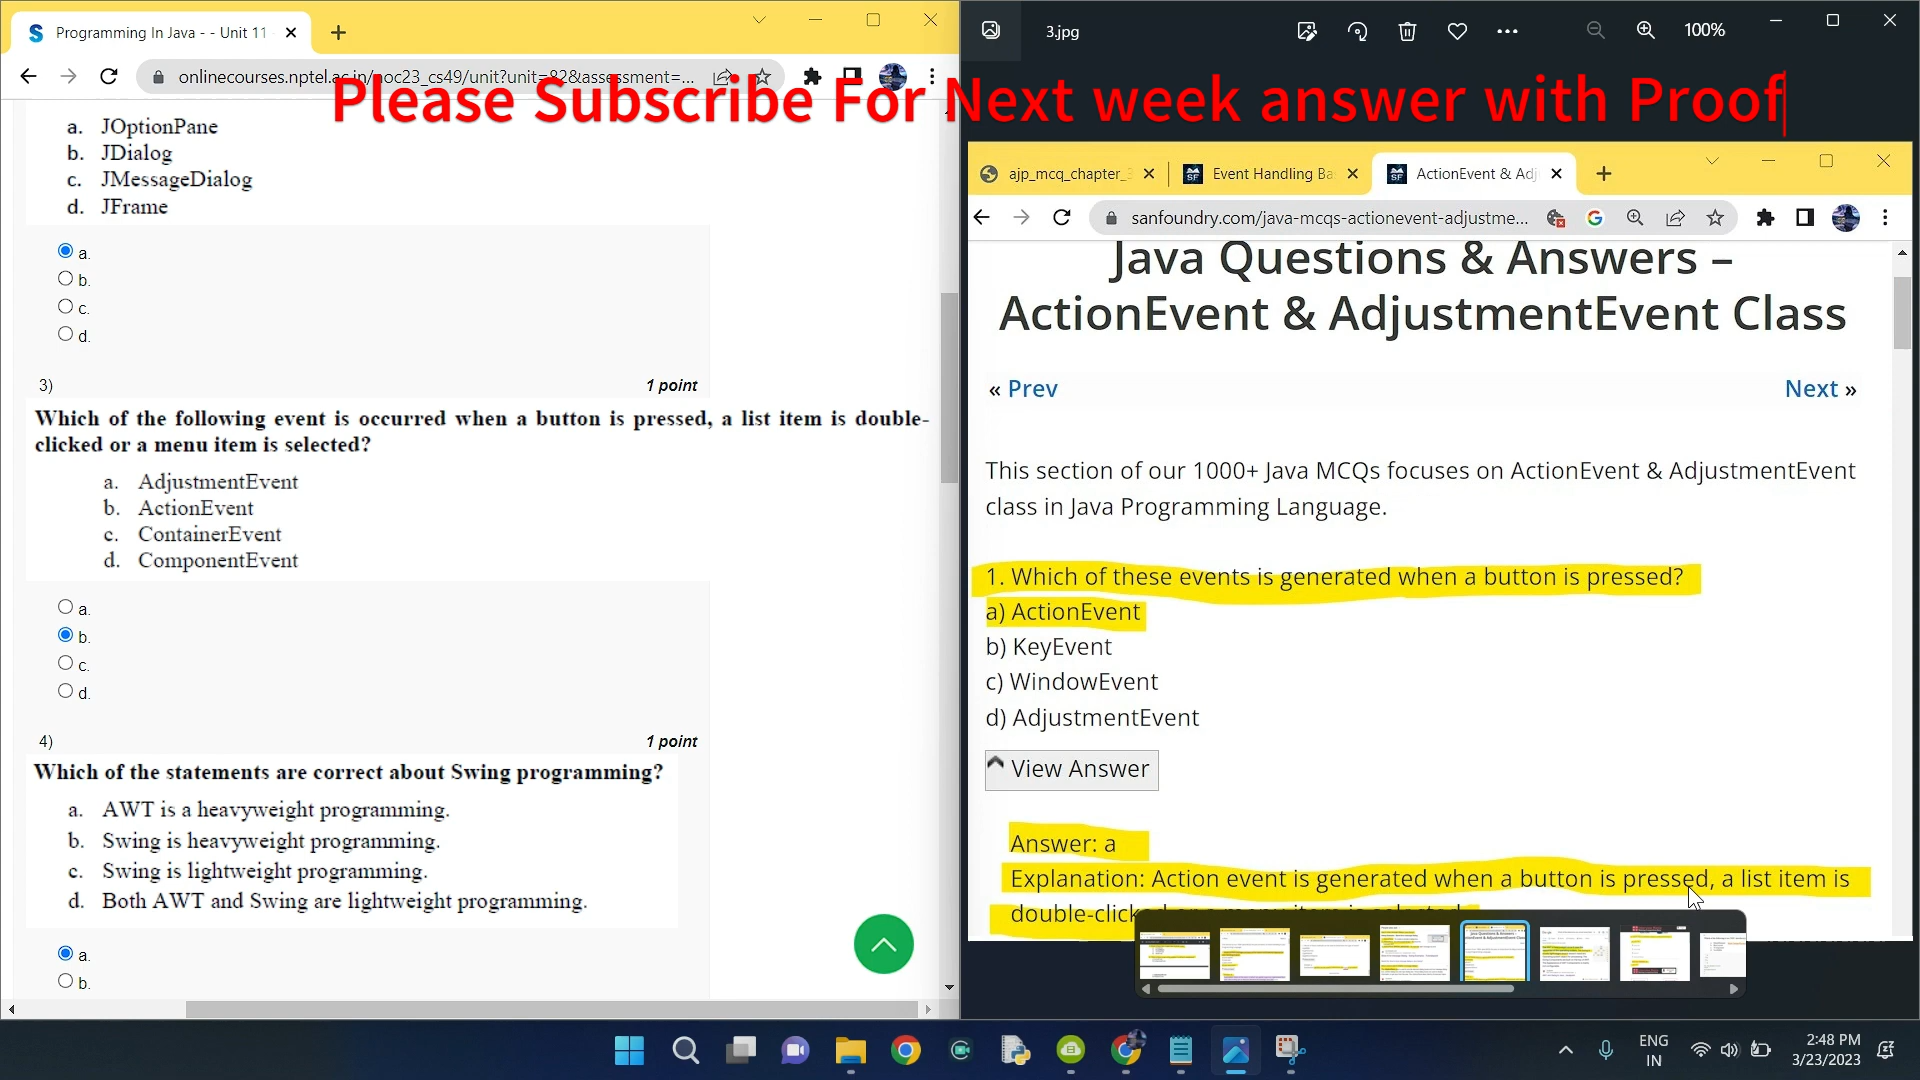 Programming In Java - - Unit 11
onlinecourses.nptel.ac.in/noc23_cs49/unit?unit=82&assessment=...
3.jpg
100%
Please Subscribe For Next week answer with Proof
a. JOptionPane
b. JDialog
c. JMessageDialog
d. JFrame
a.
b.
c.
d.
3)
1 point
Which of the following event is occurred when a button is pressed, a list item is double-
clicked or a menu item is selected?
a. AdjustmentEvent
b. ActionEvent
c. ContainerEvent
d. ComponentEvent
a.
b.
c.
d.
4)
1 point
Which of the statements are correct about Swing programming?
a. AWT is a heavyweight programming.
b. Swing is heavyweight programming.
c. Swing is lightweight programming.
d. Both AWT and Swing are lightweight programming.
a.
b.
ajp_mcq_chapter_3
Event Handling Ba
ActionEvent & Adj
sanfoundry.com/java-mcqs-actionevent-adjustme...
Java Questions & Answers –
ActionEvent & AdjustmentEvent Class
« Prev
Next »
This section of our 1000+ Java MCQs focuses on ActionEvent & AdjustmentEvent
class in Java Programming Language.
1. Which of these events is generated when a button is pressed?
a) ActionEvent
b) KeyEvent
c) WindowEvent
d) AdjustmentEvent
View Answer
Answer: a
Explanation: Action event is generated when a button is pressed, a list item is
double-clicked or a menu item is selected.
ENG
IN
2:48 PM
3/23/2023